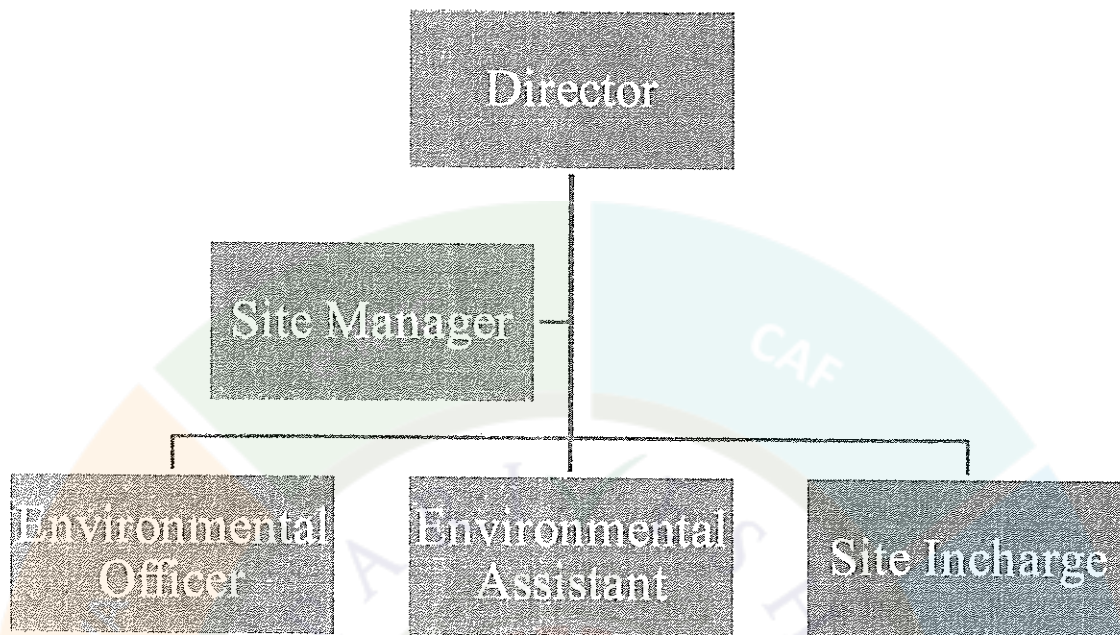 Director
Site Manager
CAF
Environmental
Officer
Environmental
Assistant
Site Incharge